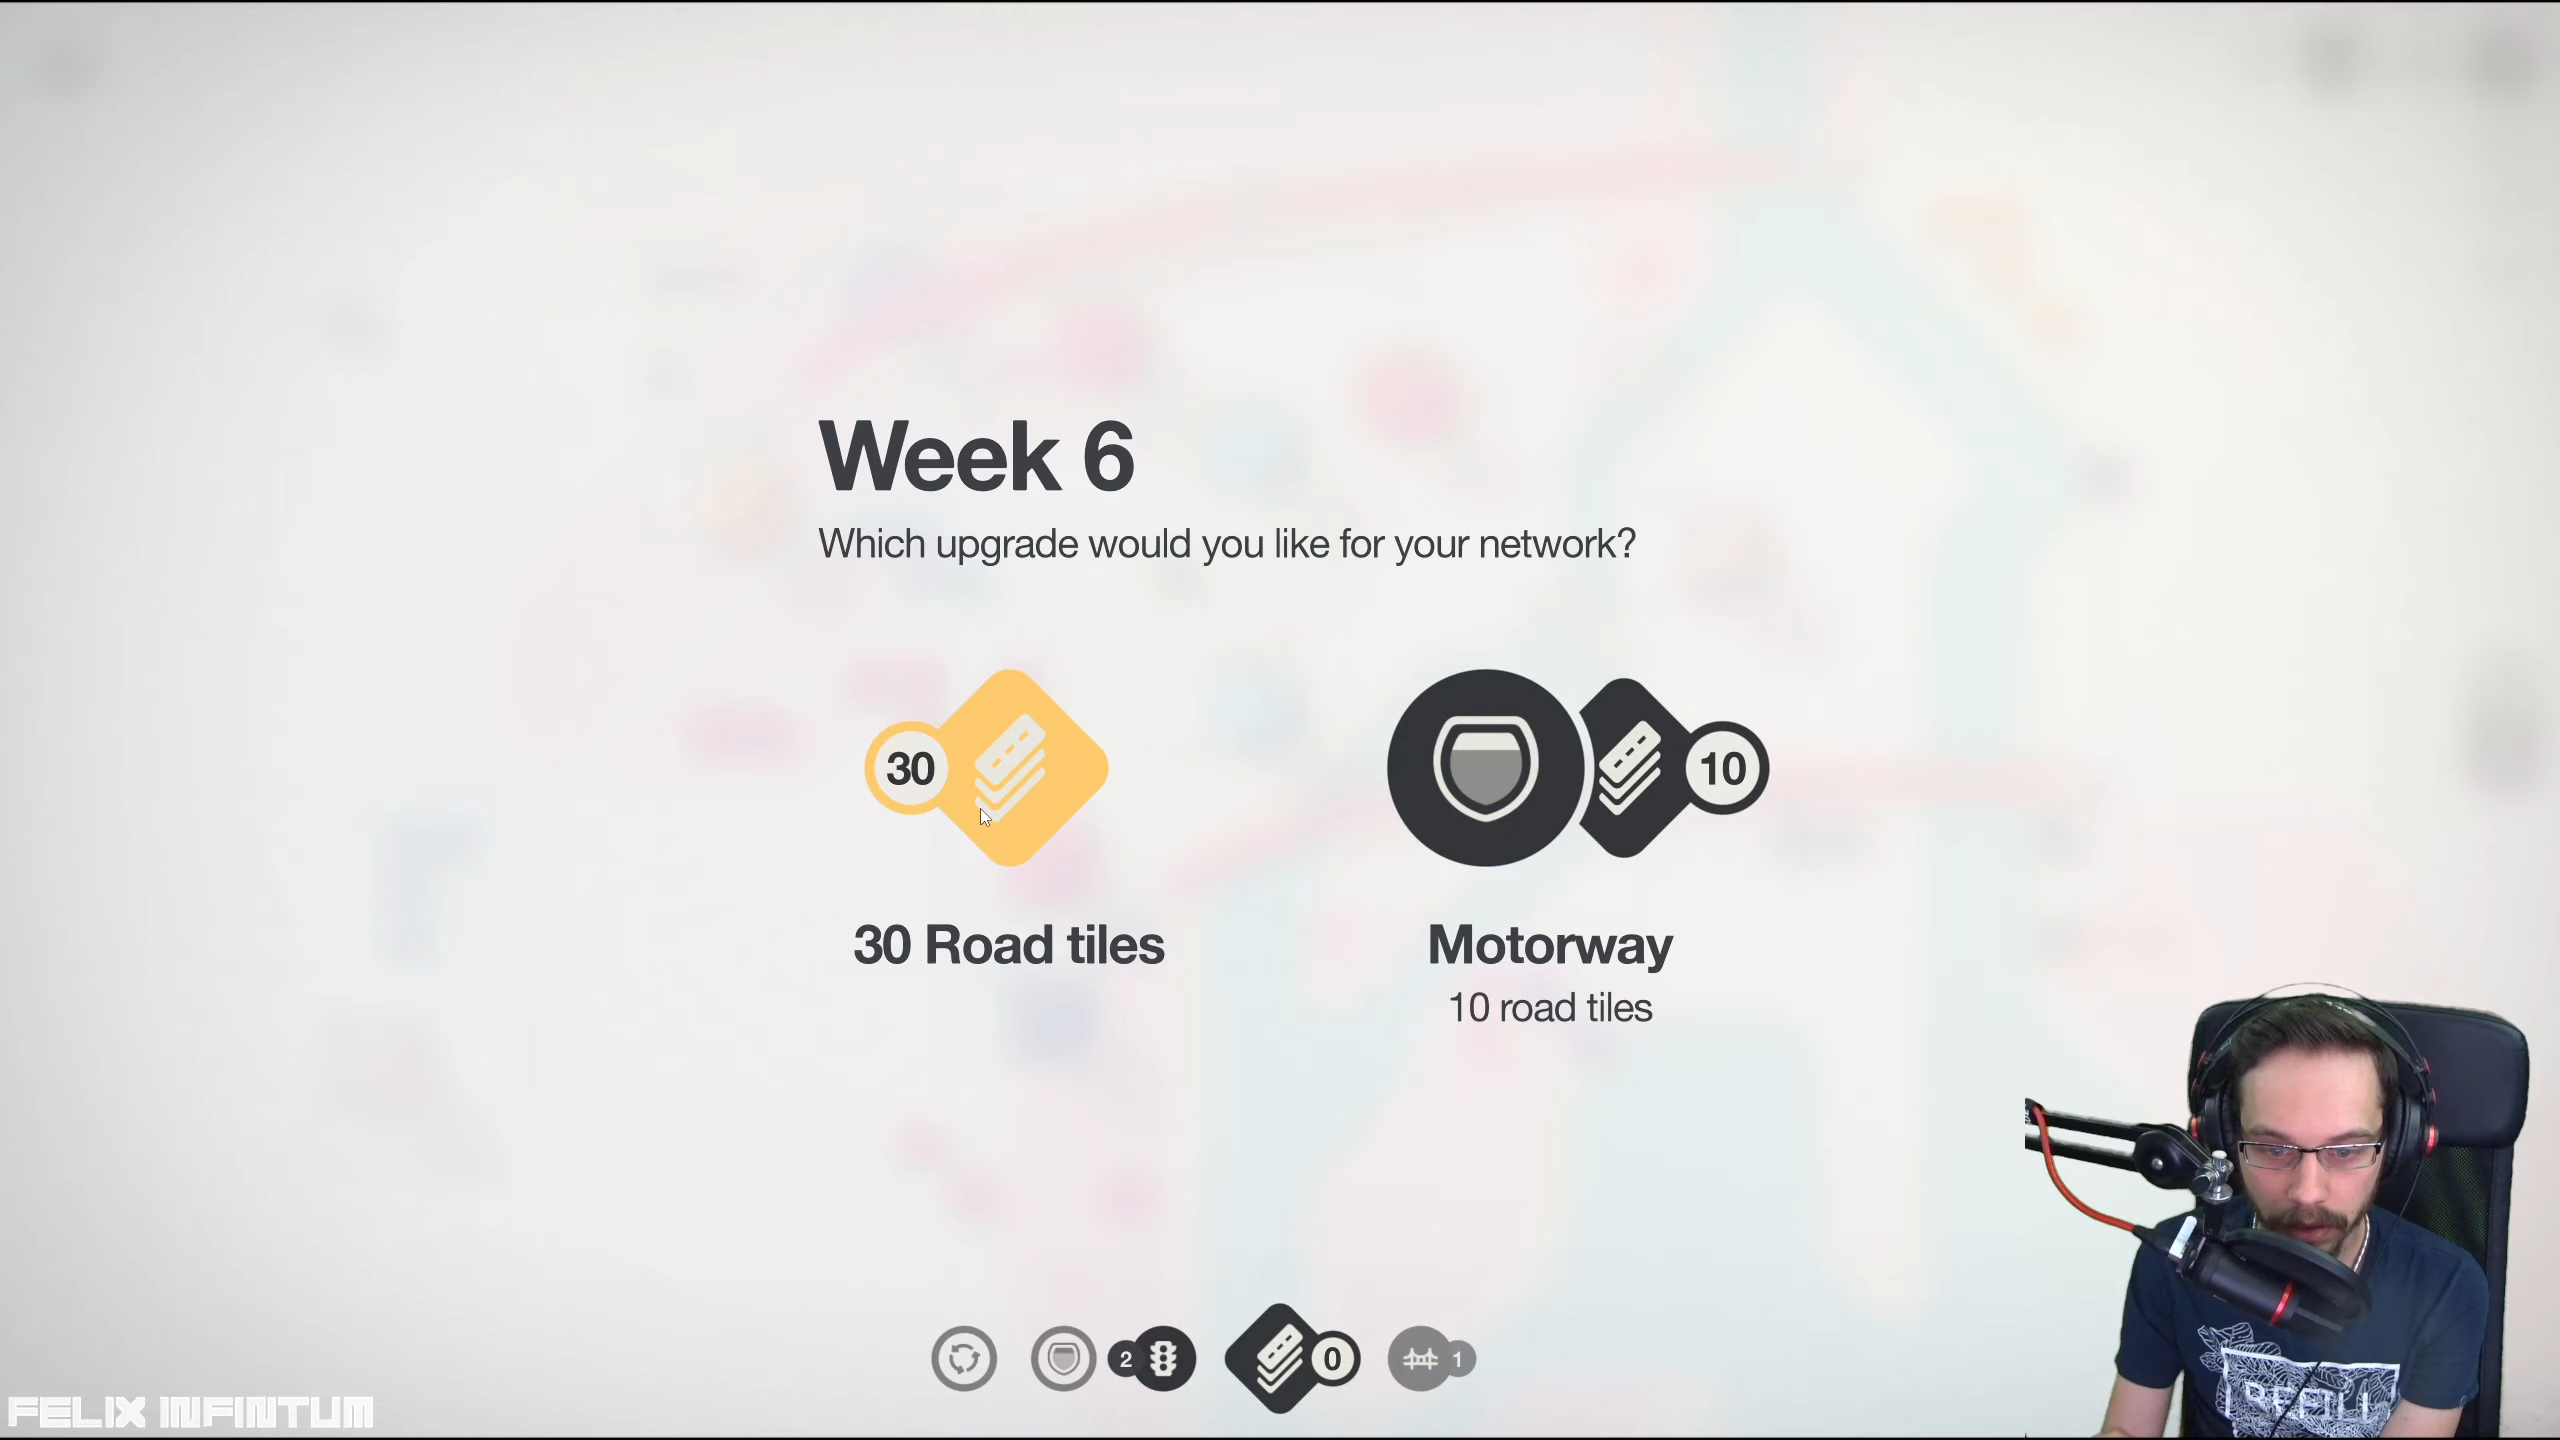 Week 6
Which upgrade would you like for your network?
30
10
30 Road tiles
Motorway
10 road tiles
2
0
1
FELIX INFINTUM